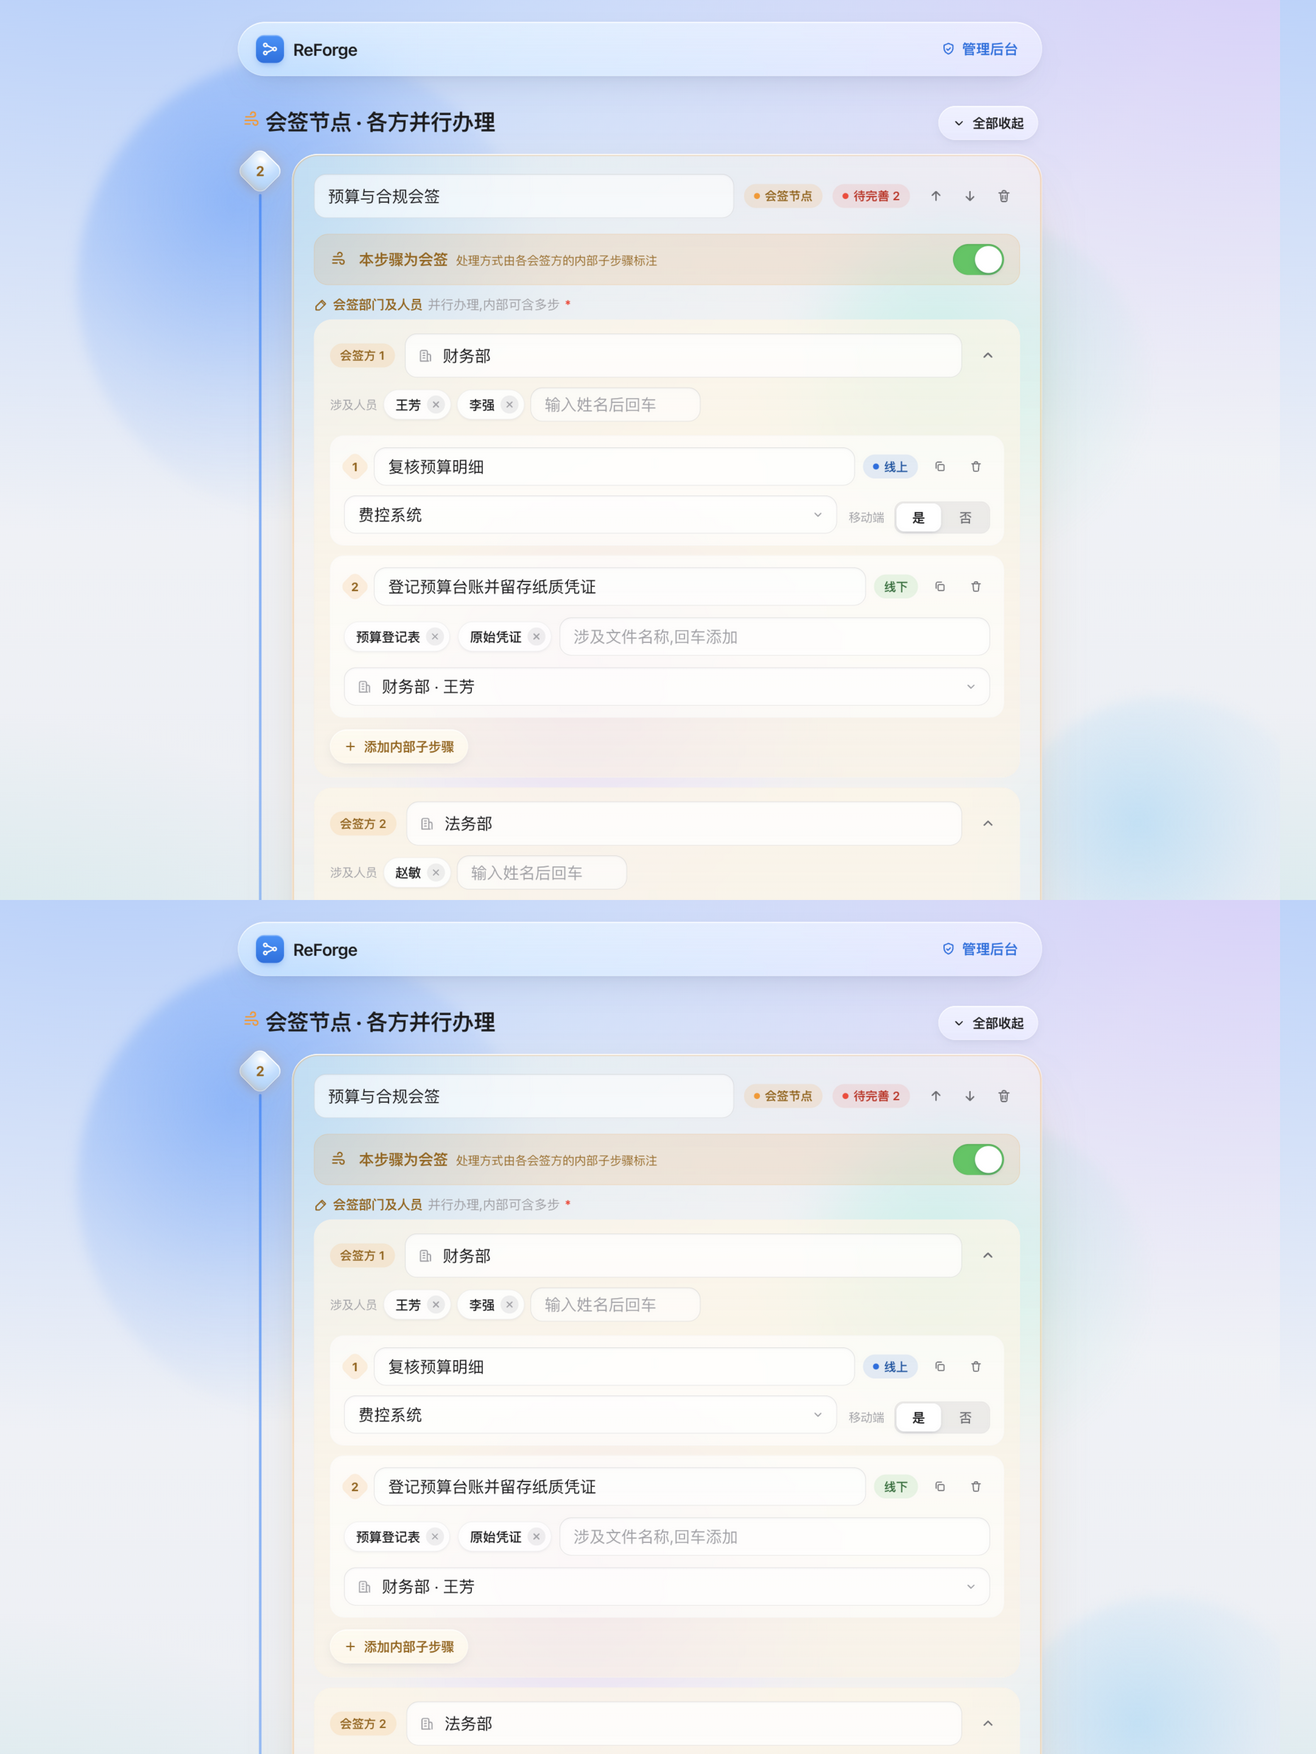 ReForge 管理后台
会签节点 · 各方并行办理 全部收起
2
预算与合规会签 会签节点 待完善 2
本步骤为会签 处理方式由各会签方的内部子步骤标注
会签部门及人员 并行办理,内部可含多步 *
会签方 1 财务部
涉及人员 王芳 李强 输入姓名后回车
1 复核预算明细 线上
费控系统 移动端 是 否
2 登记预算台账并留存纸质凭证 线下
预算登记表 原始凭证 涉及文件名称,回车添加
财务部 · 王芳
+ 添加内部子步骤
会签方 2 法务部
涉及人员 赵敏 输入姓名后回车
ReForge 管理后台
会签节点 · 各方并行办理 全部收起
2
预算与合规会签 会签节点 待完善 2
本步骤为会签 处理方式由各会签方的内部子步骤标注
会签部门及人员 并行办理,内部可含多步 *
会签方 1 财务部
涉及人员 王芳 李强 输入姓名后回车
1 复核预算明细 线上
费控系统 移动端 是 否
2 登记预算台账并留存纸质凭证 线下
预算登记表 原始凭证 涉及文件名称,回车添加
财务部 · 王芳
+ 添加内部子步骤
会签方 2 法务部